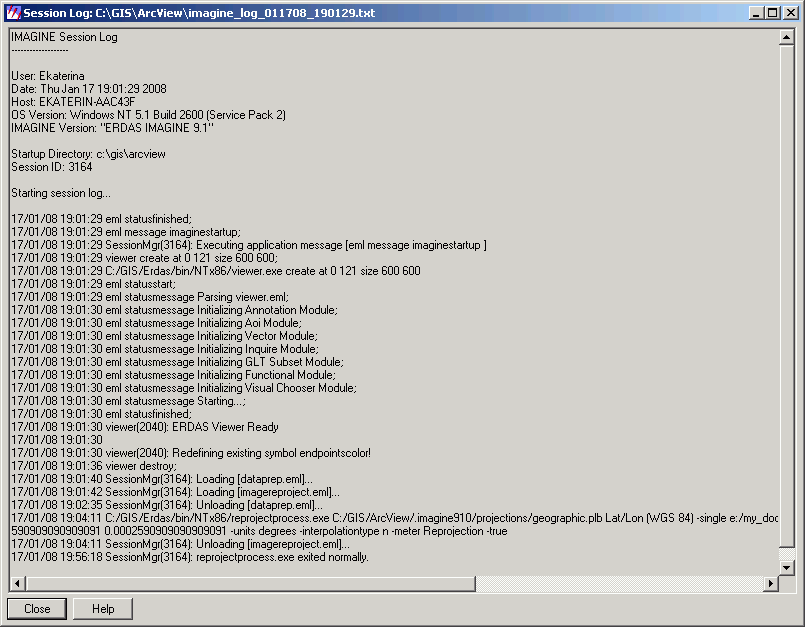 Session Log: C:\GIS\ArcView\imagine_log_011708_190129.txt
IMAGINE Session Log
-------------------
User: Ekaterina
Date: Thu Jan 17 19:01:29 2008
Host: EKATERIN-AAC43F
OS Version: Windows NT 5.1 Build 2600 (Service Pack 2)
IMAGINE Version: "ERDAS IMAGINE 9.1"
Startup Directory: c:\gis\arcview
Session ID: 3164
Starting session log...
17/01/08 19:01:29 eml statusfinished;
17/01/08 19:01:29 eml message imaginestartup;
17/01/08 19:01:29 SessionMgr(3164): Executing application message [eml message imaginestartup ]
17/01/08 19:01:29 viewer create at 0 121 size 600 600;
17/01/08 19:01:29 C:/GIS/Erdas/bin/NTx86/viewer.exe create at 0 121 size 600 600
17/01/08 19:01:29 eml statusstart;
17/01/08 19:01:29 eml statusmessage Parsing viewer.eml;
17/01/08 19:01:30 eml statusmessage Initializing Annotation Module;
17/01/08 19:01:30 eml statusmessage Initializing Aoi Module;
17/01/08 19:01:30 eml statusmessage Initializing Vector Module;
17/01/08 19:01:30 eml statusmessage Initializing Inquire Module;
17/01/08 19:01:30 eml statusmessage Initializing GLT Subset Module;
17/01/08 19:01:30 eml statusmessage Initializing Functional Module;
17/01/08 19:01:30 eml statusmessage Initializing Visual Chooser Module;
17/01/08 19:01:30 eml statusmessage Starting...;
17/01/08 19:01:30 eml statusfinished;
17/01/08 19:01:30 viewer(2040): ERDAS Viewer Ready
17/01/08 19:01:30
17/01/08 19:01:30 viewer(2040): Redefining existing symbol endpointscolor!
17/01/08 19:01:36 viewer destroy;
17/01/08 19:01:40 SessionMgr(3164): Loading [dataprep.eml]...
17/01/08 19:01:42 SessionMgr(3164): Loading [imagereproject.eml]...
17/01/08 19:02:35 SessionMgr(3164): Unloading [dataprep.eml]...
17/01/08 19:04:11 C:/GIS/Erdas/bin/NTx86/reprojectprocess.exe C:/GIS/ArcView/.imagine910/projections/geographic.plb Lat/Lon (WGS 84) -single e:/my_doc
590909090909091 0.0002590909090909091 -units degrees -interpolationtype n -meter Reprojection -true
17/01/08 19:04:11 SessionMgr(3164): Unloading [imagereproject.eml]...
17/01/08 19:56:18 SessionMgr(3164): reprojectprocess.exe exited normally.
Close Help